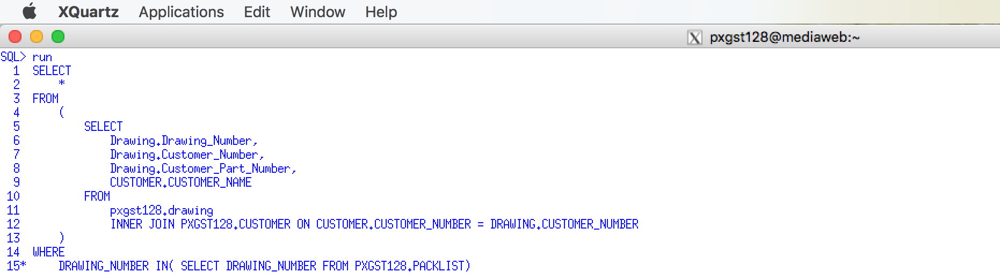 XQuartz Applications Edit Window Help
X pxgst128@mediaweb:~
SQL> run
  1  SELECT
  2      *
  3  FROM
  4      (
  5          SELECT
  6              Drawing.Drawing_Number,
  7              Drawing.Customer_Number,
  8              Drawing.Customer_Part_Number,
  9              CUSTOMER.CUSTOMER_NAME
 10          FROM
 11              pxgst128.drawing
 12              INNER JOIN PXGST128.CUSTOMER ON CUSTOMER.CUSTOMER_NUMBER = DRAWING.CUSTOMER_NUMBER
 13      )
 14  WHERE
 15*     DRAWING_NUMBER IN( SELECT DRAWING_NUMBER FROM PXGST128.PACKLIST)